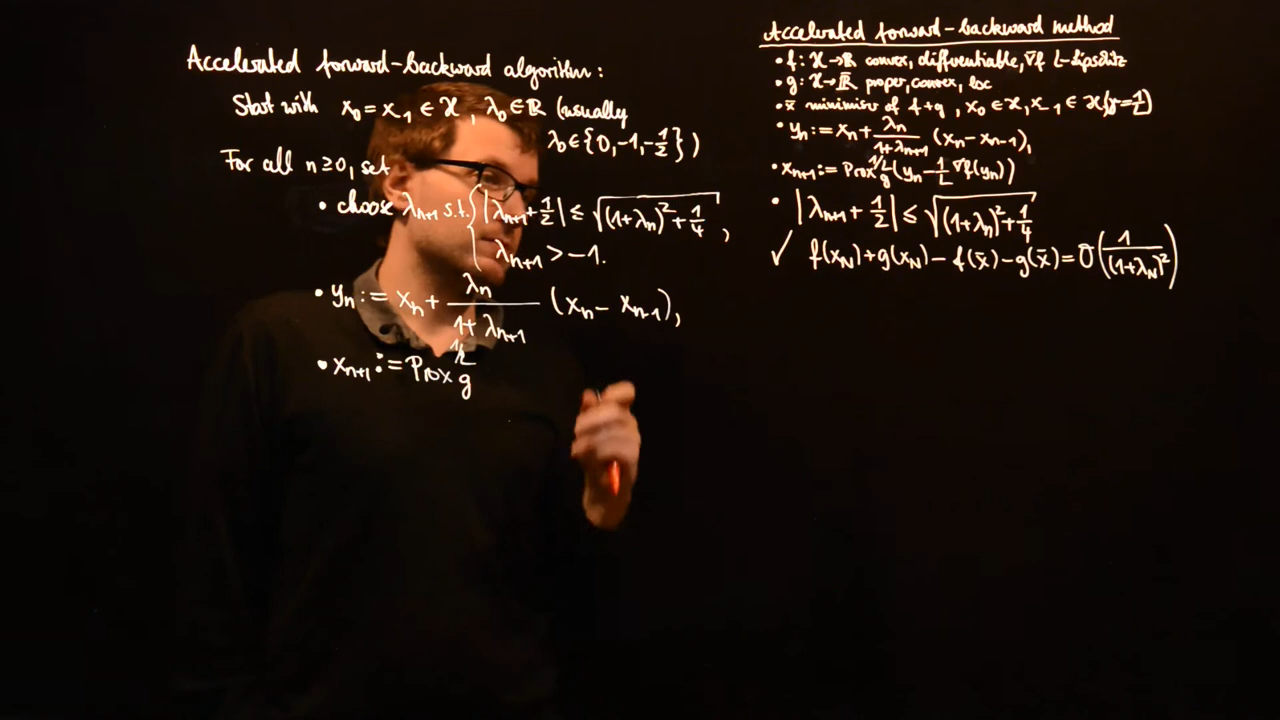 Accelerated forward-backward algorithm:
Start with x₀ = x₋₁ ∈ ℋ, λ₀ ∈ ℝ (usually
λ₀ ∈ {0, -1, -1/2})
For all n ≥ 0, set
• choose λₙ₊₁ s.t. { |λₙ₊₁ + 1/2| ≤ √((1+λₙ)² + 1/4),
λₙ₊₁ > -1.
• yₙ := xₙ + λₙ/(1+λₙ₊₁) (xₙ - xₙ₋₁),
• xₙ₊₁ := Prox_g^{1/L}
Accelerated forward-backward method
• f: ℋ → ℝ convex, differentiable, ∇f L-Lipschitz
• g: ℋ → ℝ̄ proper, convex, lsc
• x̄ minimiser of f+g, x₀ ∈ ℋ, x₋₁ ∈ ℋ (γ = 1/L)
• yₙ := xₙ + λₙ/(1+λₙ₊₁) (xₙ - xₙ₋₁),
• xₙ₊₁ := Prox_g^{1/L} (yₙ - 1/L ∇f(yₙ))
• |λₙ₊₁ + 1/2| ≤ √((1+λₙ)² + 1/4)
✓ f(x_N) + g(x_N) - f(x̄) - g(x̄) = O(1/(1+λ_N)²)